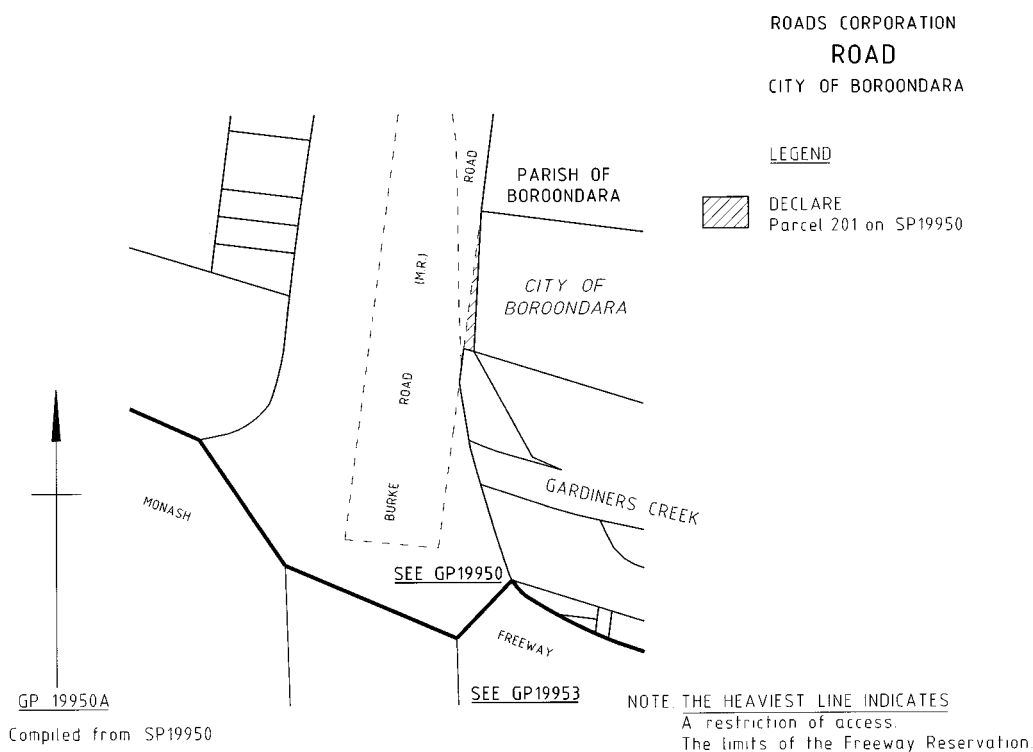 ROADS CORPORATION
ROAD
CITY OF BOROONDARA
LEGEND
DECLARE
Parcel 201 on SP19950
ROAD
PARISH OF
BOROONDARA
CITY OF
BOROONDARA
(M.R.)
ROAD
BURKE
MONASH
GARDINERS CREEK
SEE GP19950
FREEWAY
SEE GP19953
GP 19950A
Compiled from SP19950
NOTE. THE HEAVIEST LINE INDICATES
A restriction of access.
The limits of the Freeway Reservation.